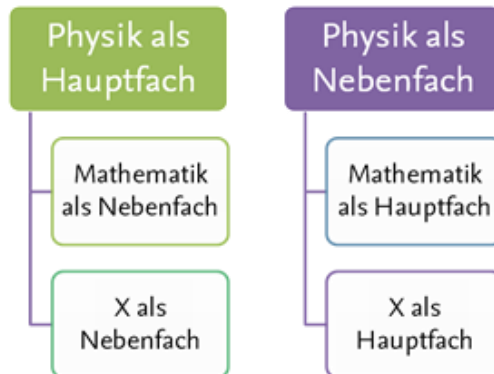 Physik als
Hauptfach
Mathematik
als Nebenfach
X als
Nebenfach
Physik als
Nebenfach
Mathematik
als Hauptfach
X als
Hauptfach